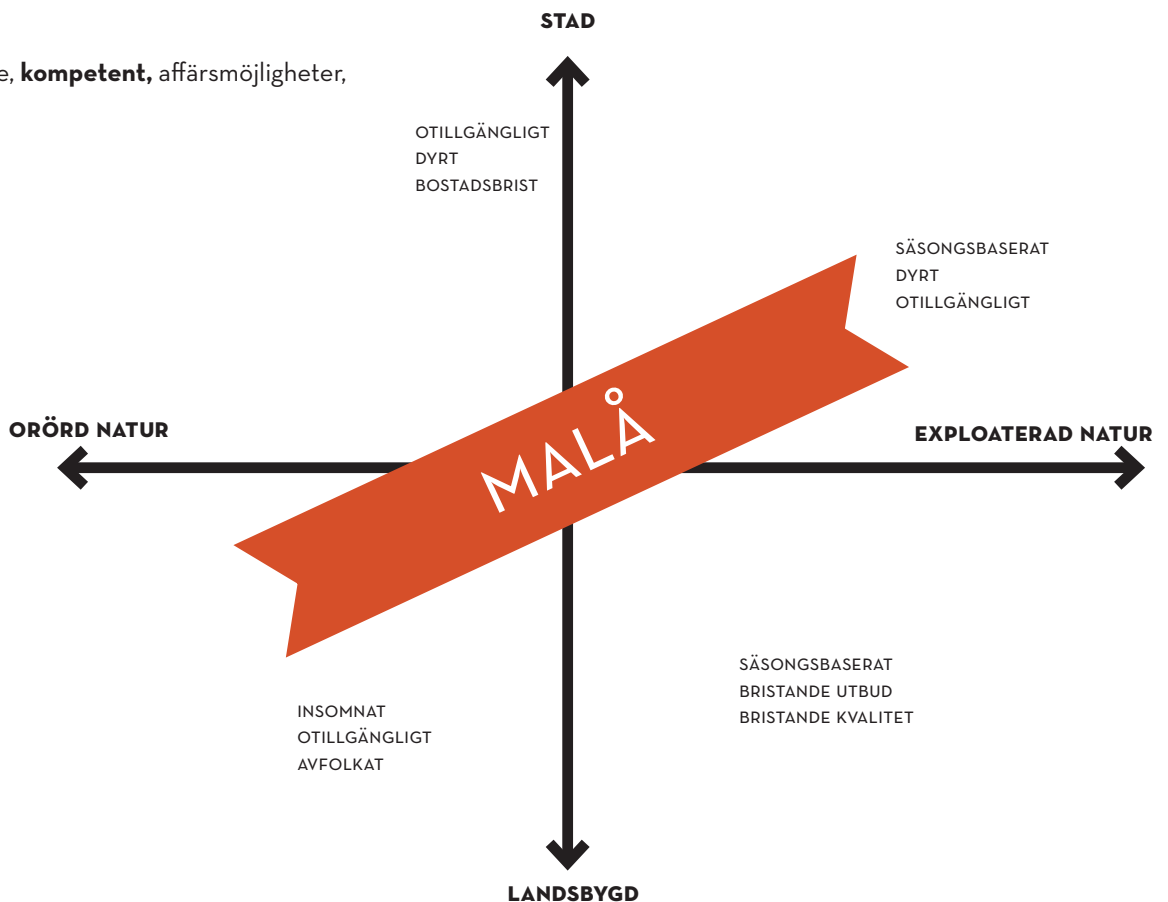 STAD
e, kompetent, affärsmöjligheter,
OTILLGÄNGLIGT
DYRT
BOSTADSBRIST
SÄSONGSBASERAT
DYRT
OTILLGÄNGLIGT
MALÅ
ORÖRD NATUR
EXPLOATERAD NATUR
SÄSONGSBASERAT
BRISTANDE UTBUD
BRISTANDE KVALITET
INSOMNAT
OTILLGÄNGLIGT
AVFOLKAT
LANDSBYGD